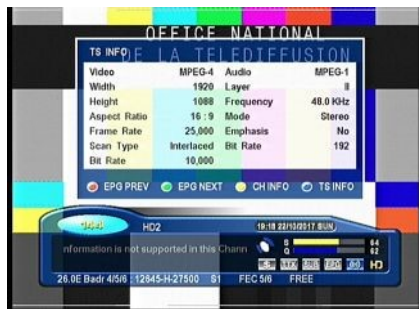 OFFICE NATIONAL
DE LA TELEDIFFUSION
TS INFO
Video MPEG-4 Audio MPEG-1
Width 1920 Layer II
Height 1088 Frequency 48.0 KHz
Aspect Ratio 16 : 9 Mode Stereo
Frame Rate 25,000 Emphasis No
Scan Type Interlaced Bit Rate 192
Bit Rate 10,000
EPG PREV EPG NEXT CH INFO TS INFO
HD2 19:18 22/10/2017 SUN
nformation is not supported in this Chann
S 64
Q 62
TTX SUB EPG HD
26.0E Badr 4/5/6 : 12645-H-27500 S1 FEC 5/6 FREE